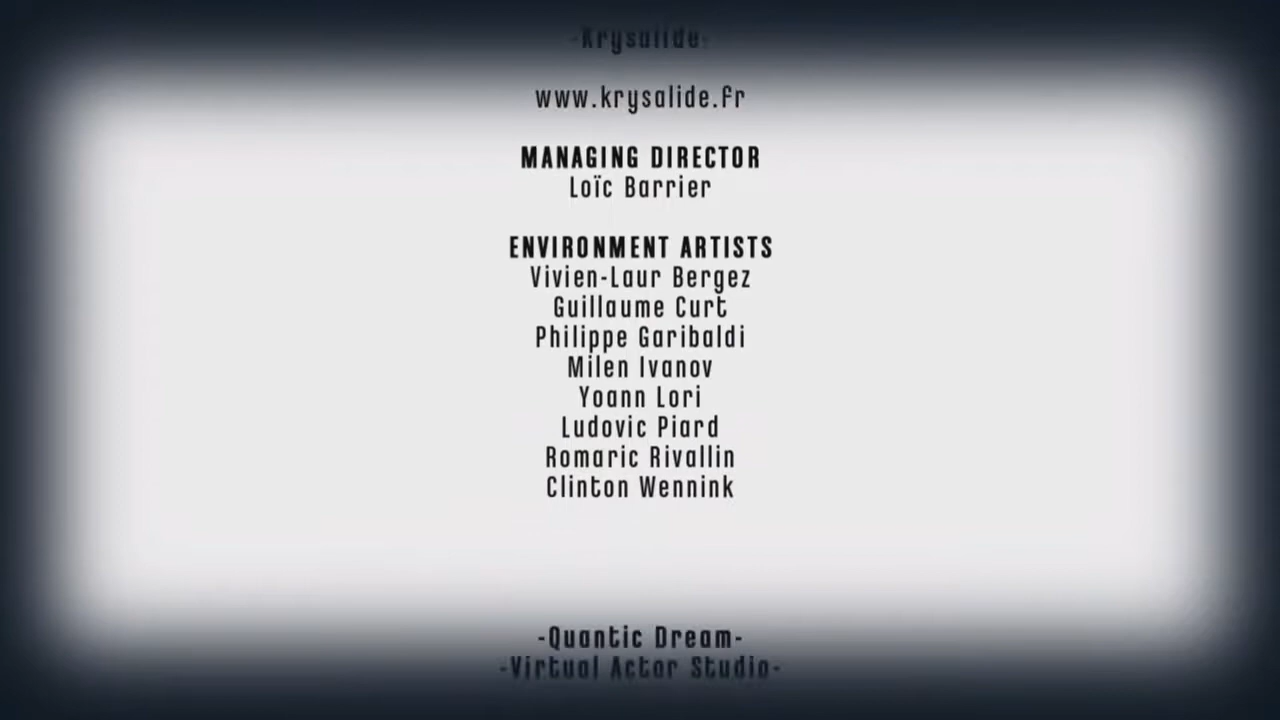 -Krysalide-
www.krysalide.fr
MANAGING DIRECTOR
Loïc Barrier
ENVIRONMENT ARTISTS
Vivien-Laur Bergez
Guillaume Curt
Philippe Garibaldi
Milen Ivanov
Yoann Lori
Ludovic Piard
Romaric Rivallin
Clinton Wennink
-Quantic Dream-
-Virtual Actor Studio-